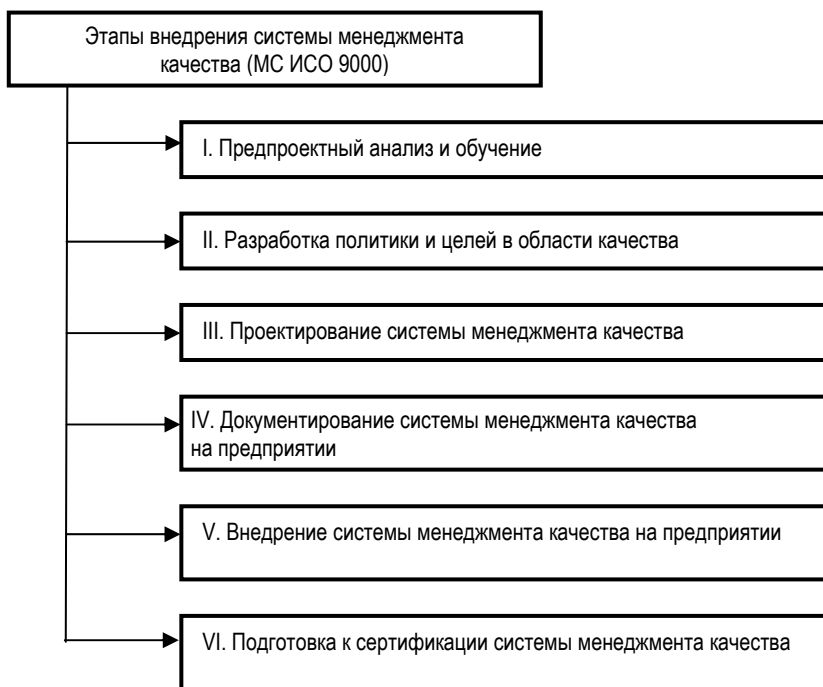 Этапы внедрения системы менеджмента
качества (МС ИСО 9000)
I. Предпроектный анализ и обучение
II. Разработка политики и целей в области качества
III. Проектирование системы менеджмента качества
IV. Документирование системы менеджмента качества
на предприятии
V. Внедрение системы менеджмента качества на предприятии
VI. Подготовка к сертификации системы менеджмента качества